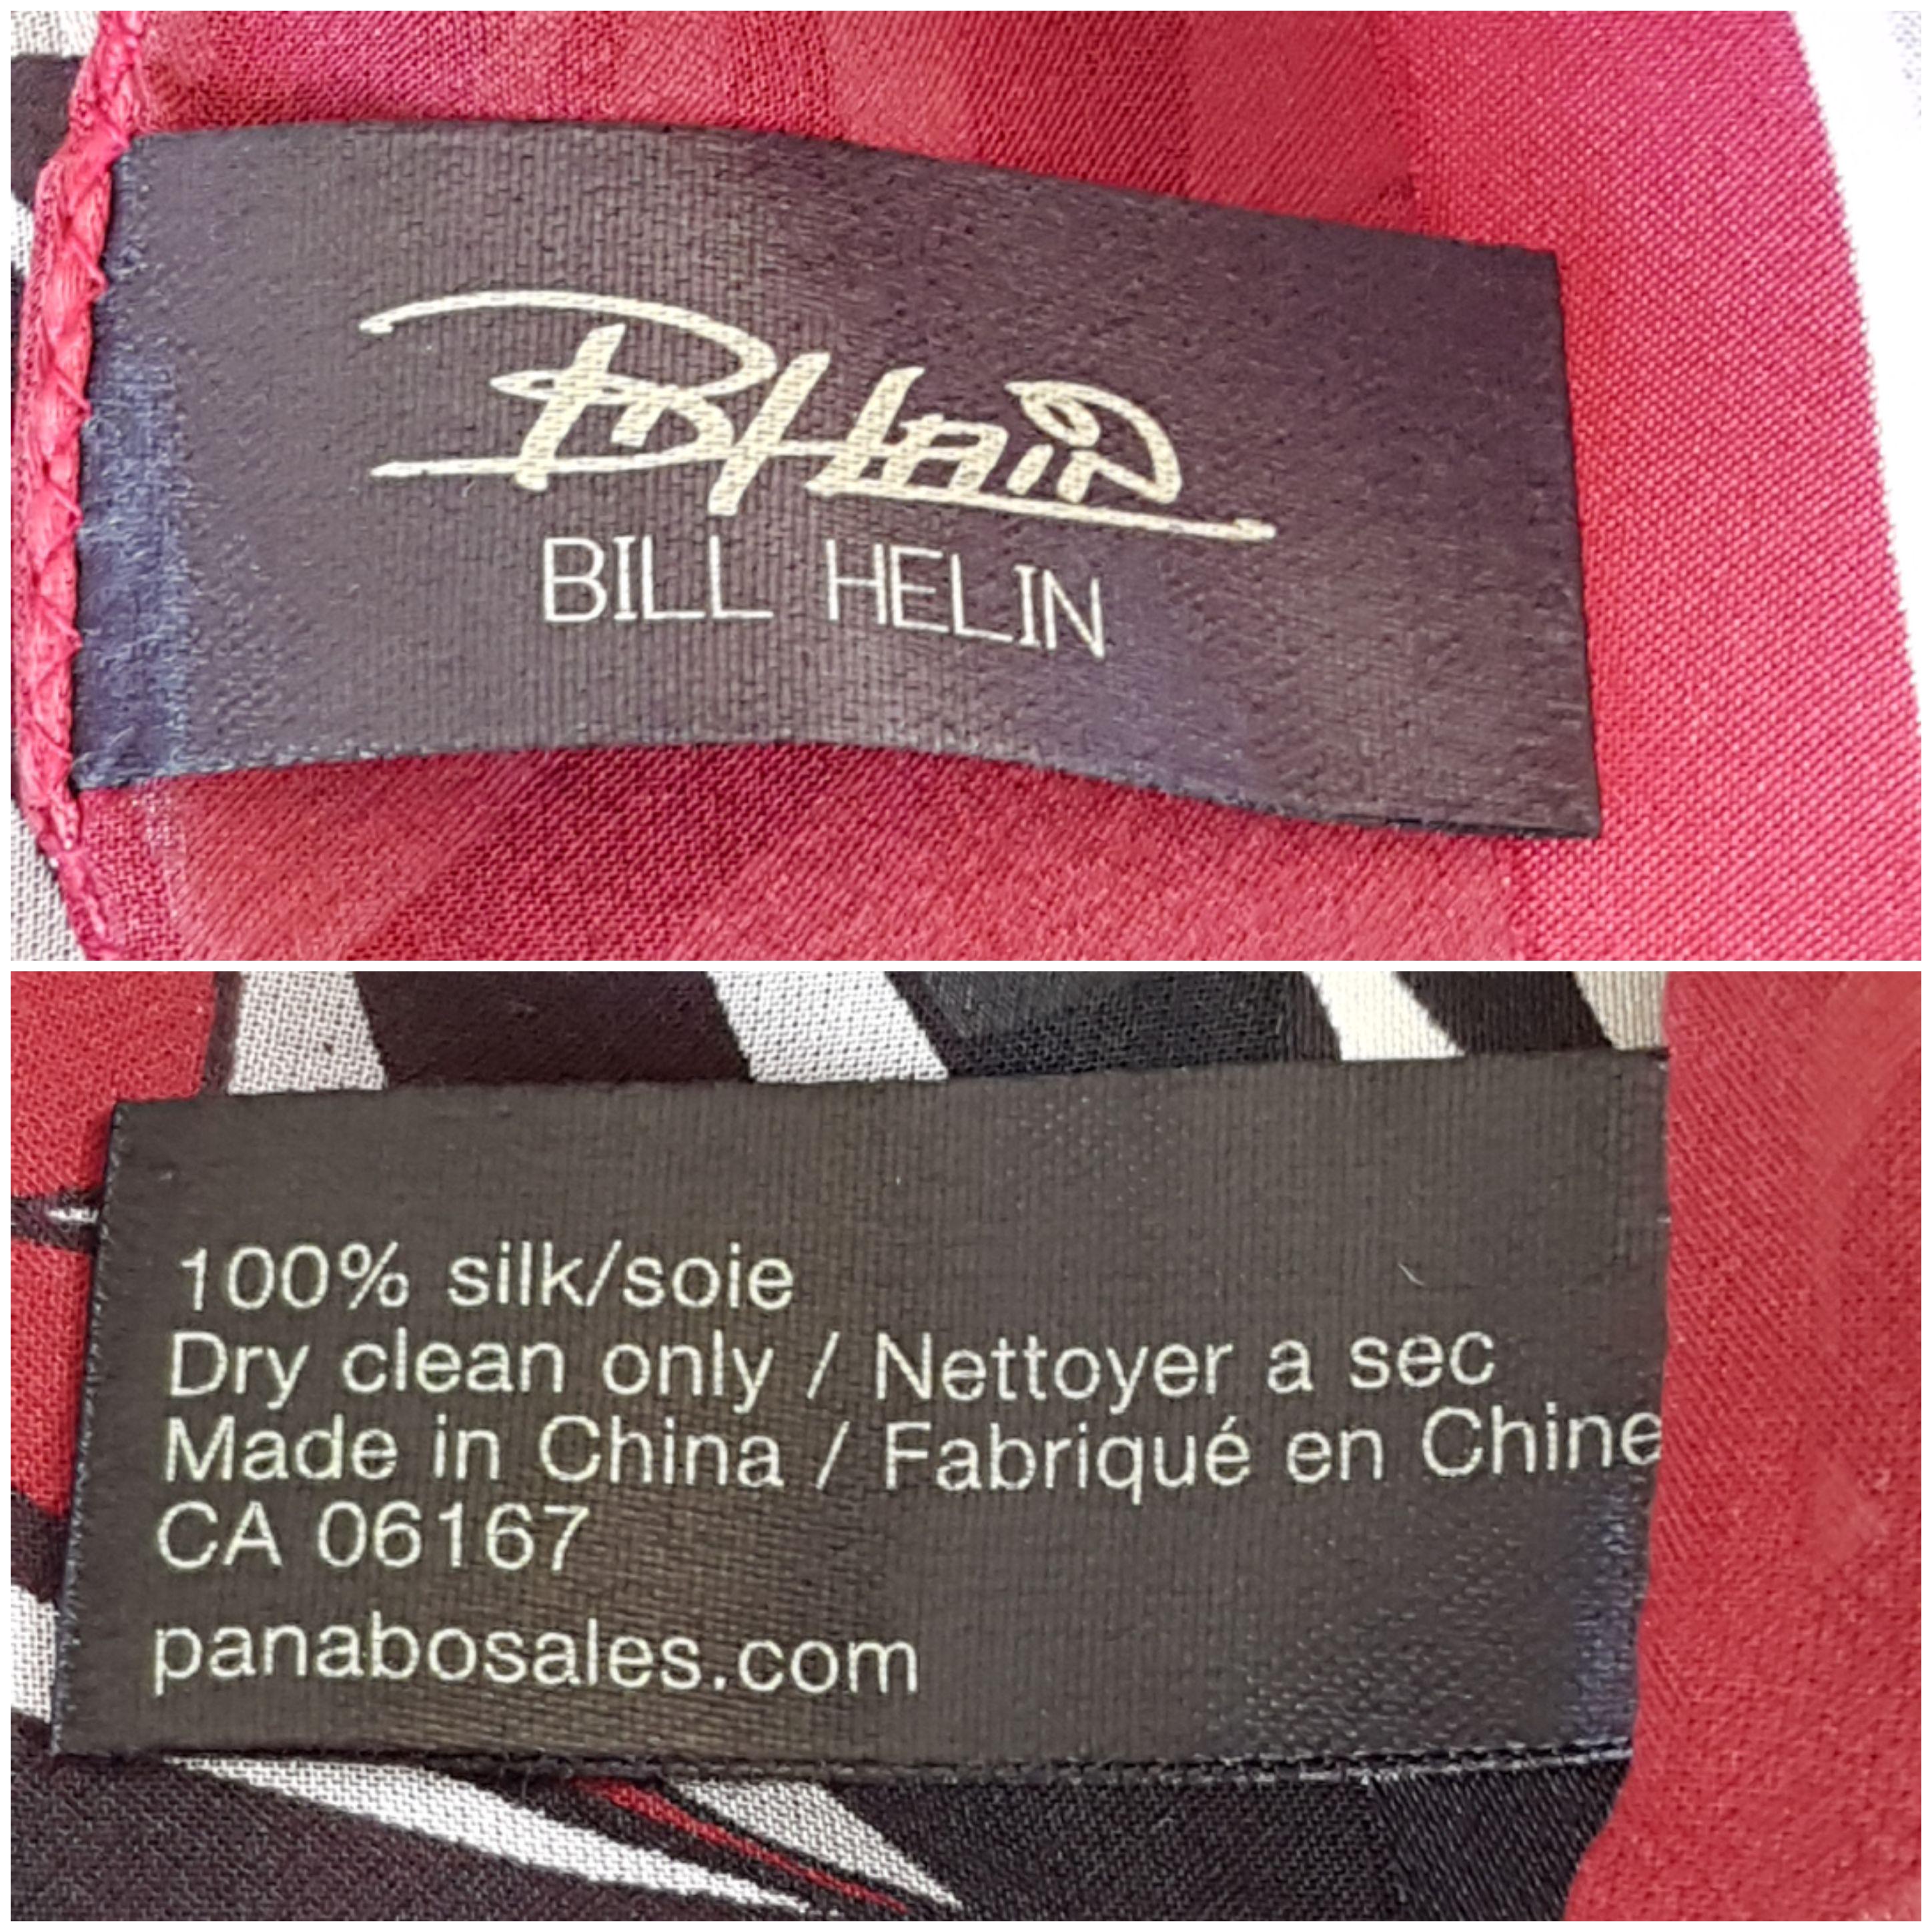 BILL HELIN
100% silk/soie
Dry clean only / Nettoyer a sec
Made in China / Fabriqué en Chine
CA 06167
panabosales.com